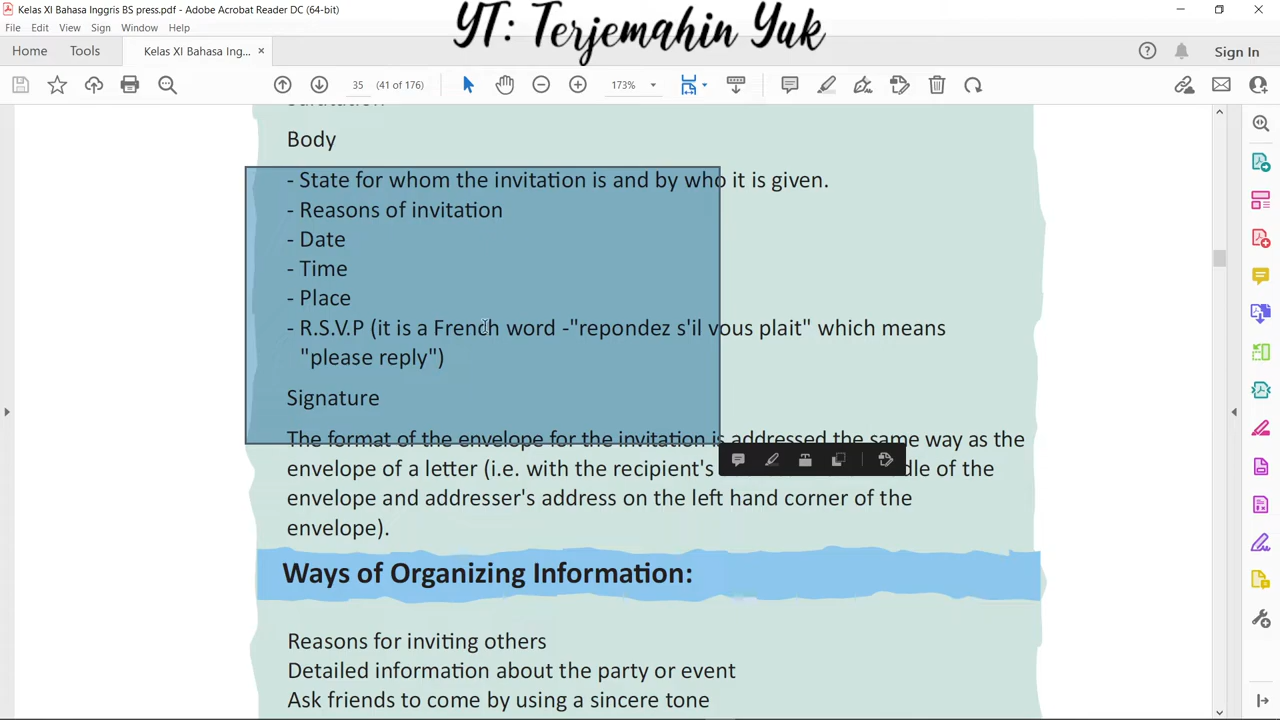 Kelas XI Bahasa Inggris BS press.pdf - Adobe Acrobat Reader DC (64-bit)
YT: Terjemahin Yuk
File Edit View Sign Window Help
Home Tools Kelas XI Bahasa Ing... × Sign In
35 (41 of 176) 173%
Salutation
Body
- State for whom the invitation is and by who it is given.
- Reasons of invitation
- Date
- Time
- Place
- R.S.V.P (it is a French word -"repondez s'il vous plait" which means
"please reply")
Signature
The format of the envelope for the invitation is addressed the same way as the
envelope of a letter (i.e. with the recipient's dle of the
envelope and addresser's address on the left hand corner of the
envelope).
Ways of Organizing Information:
Reasons for inviting others
Detailed information about the party or event
Ask friends to come by using a sincere tone